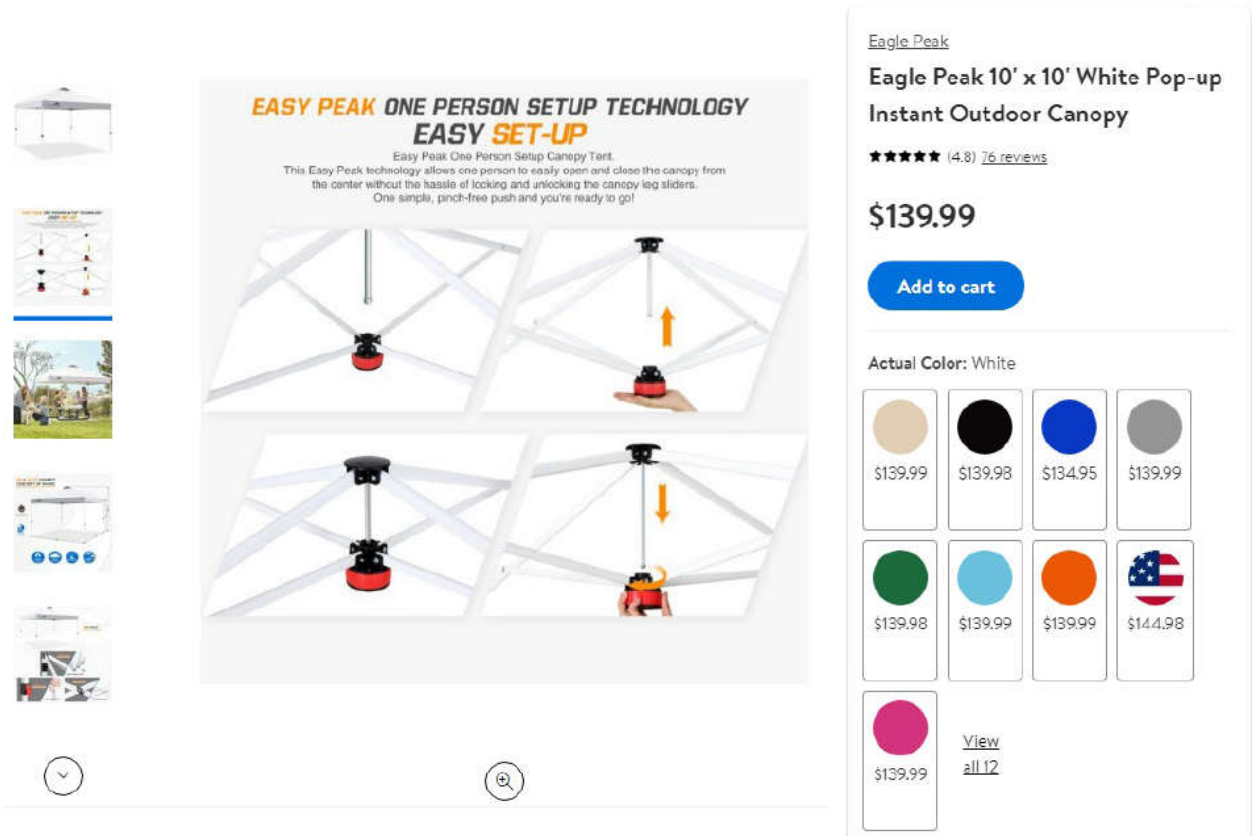 Eagle Peak
Eagle Peak 10' x 10' White Pop-up
Instant Outdoor Canopy
(4.8) 76 reviews
$139.99
Add to cart
Actual Color: White
$139.99
$139.98
$134.95
$139.99
$139.98
$139.99
$139.99
$144.98
$139.99
View
all 12
EASY PEAK ONE PERSON SETUP TECHNOLOGY
EASY SET-UP
Easy Peak One Person Setup Canopy Tent.
This Easy Peak technology allows one person to easily open and close the canopy from
the center without the hassle of locking and unlocking the canopy leg sliders.
One simple, pinch-free push and you're ready to go!